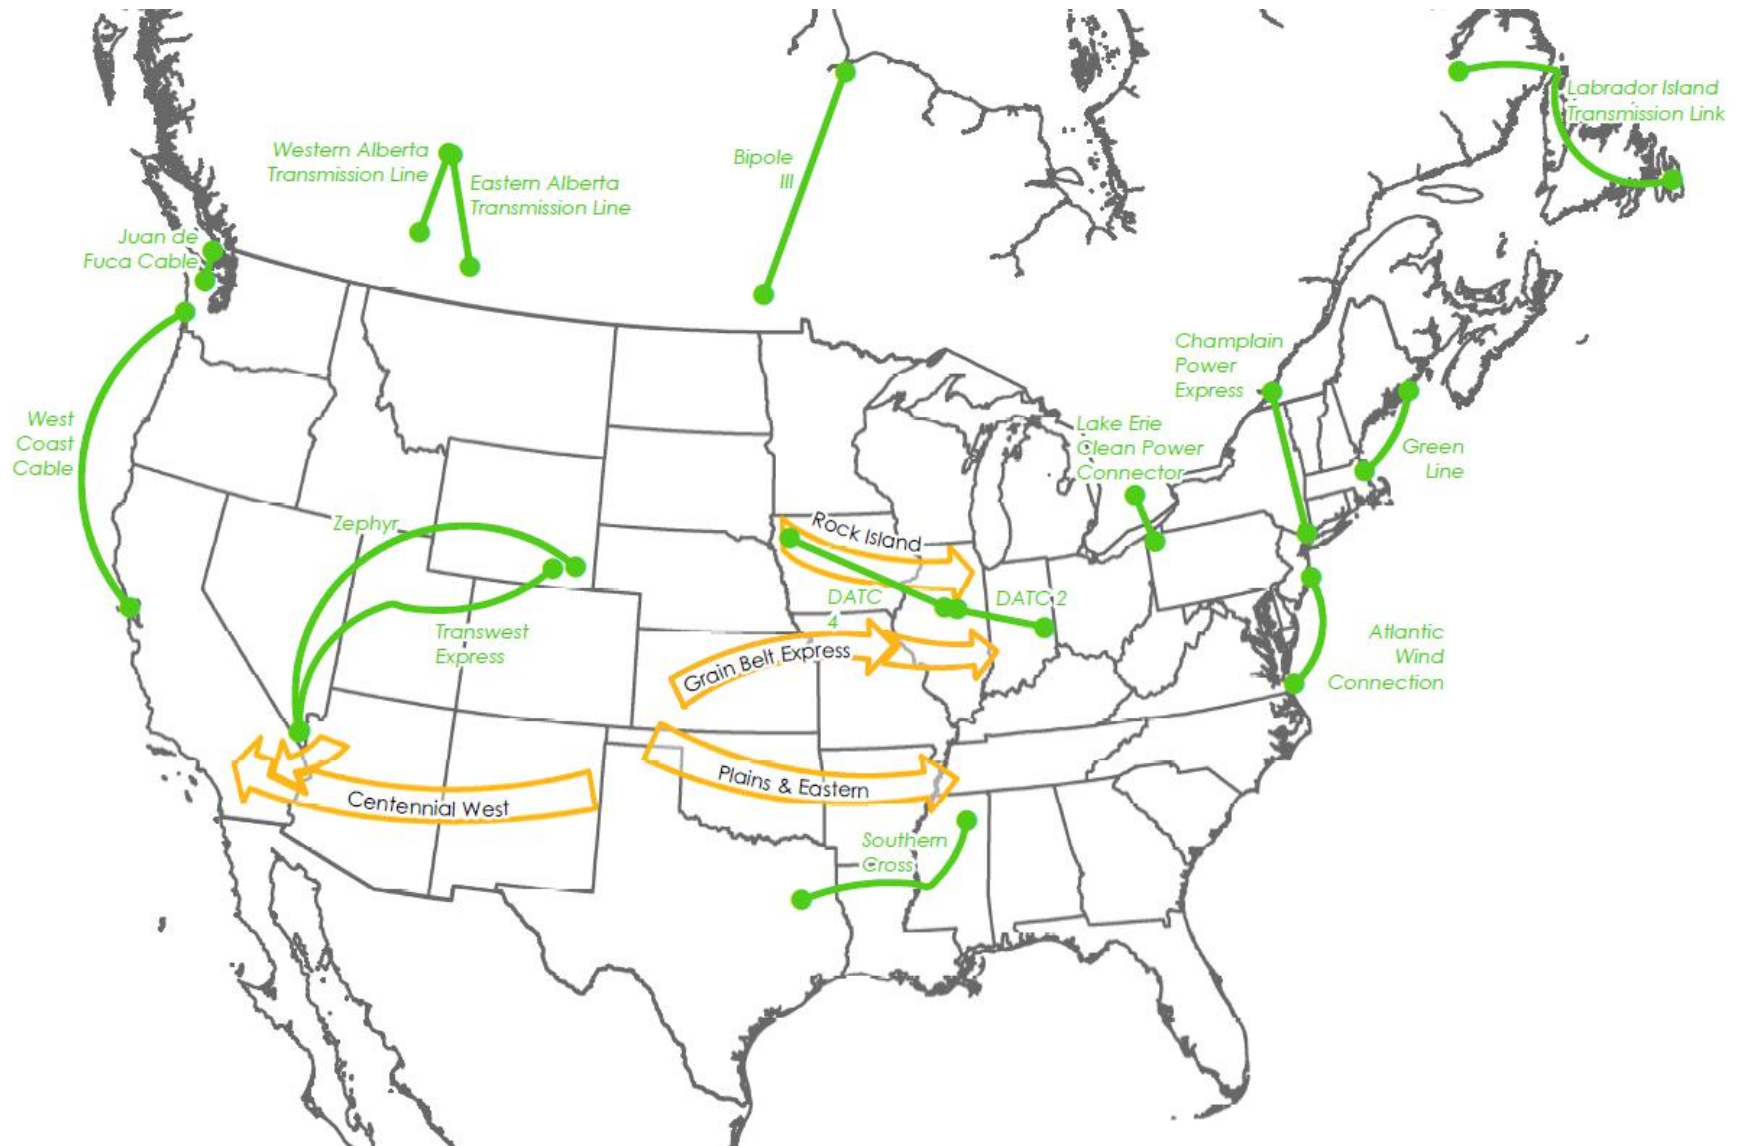 Labrador Island
Transmission Link
Western Alberta
Transmission Line
Bipole
III
Eastern Alberta
Transmission Line
Juan de
Fuca Cable
Champlain
Power
Express
West
Coast
Cable
Lake Erie
Clean Power
Connector
Green
Line
Zephyr
Rock Island
DATC
4
DATC 2
Transwest
Express
Grain Belt Express
Atlantic
Wind
Connection
Centennial West
Plains & Eastern
Southern
Cross